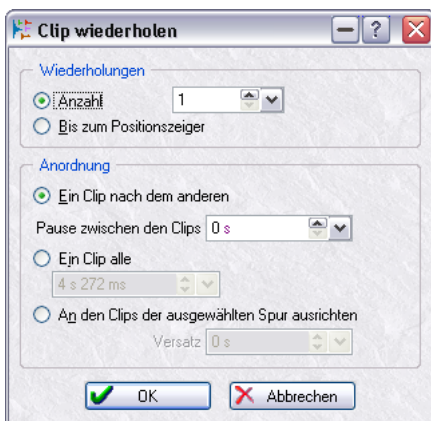 Clip wiederholen
Wiederholungen
Anzahl 1
Bis zum Positionszeiger
Anordnung
Ein Clip nach dem anderen
Pause zwischen den Clips 0 s
Ein Clip alle
4 s 272 ms
An den Clips der ausgewählten Spur ausrichten
Versatz 0 s
OK Abbrechen